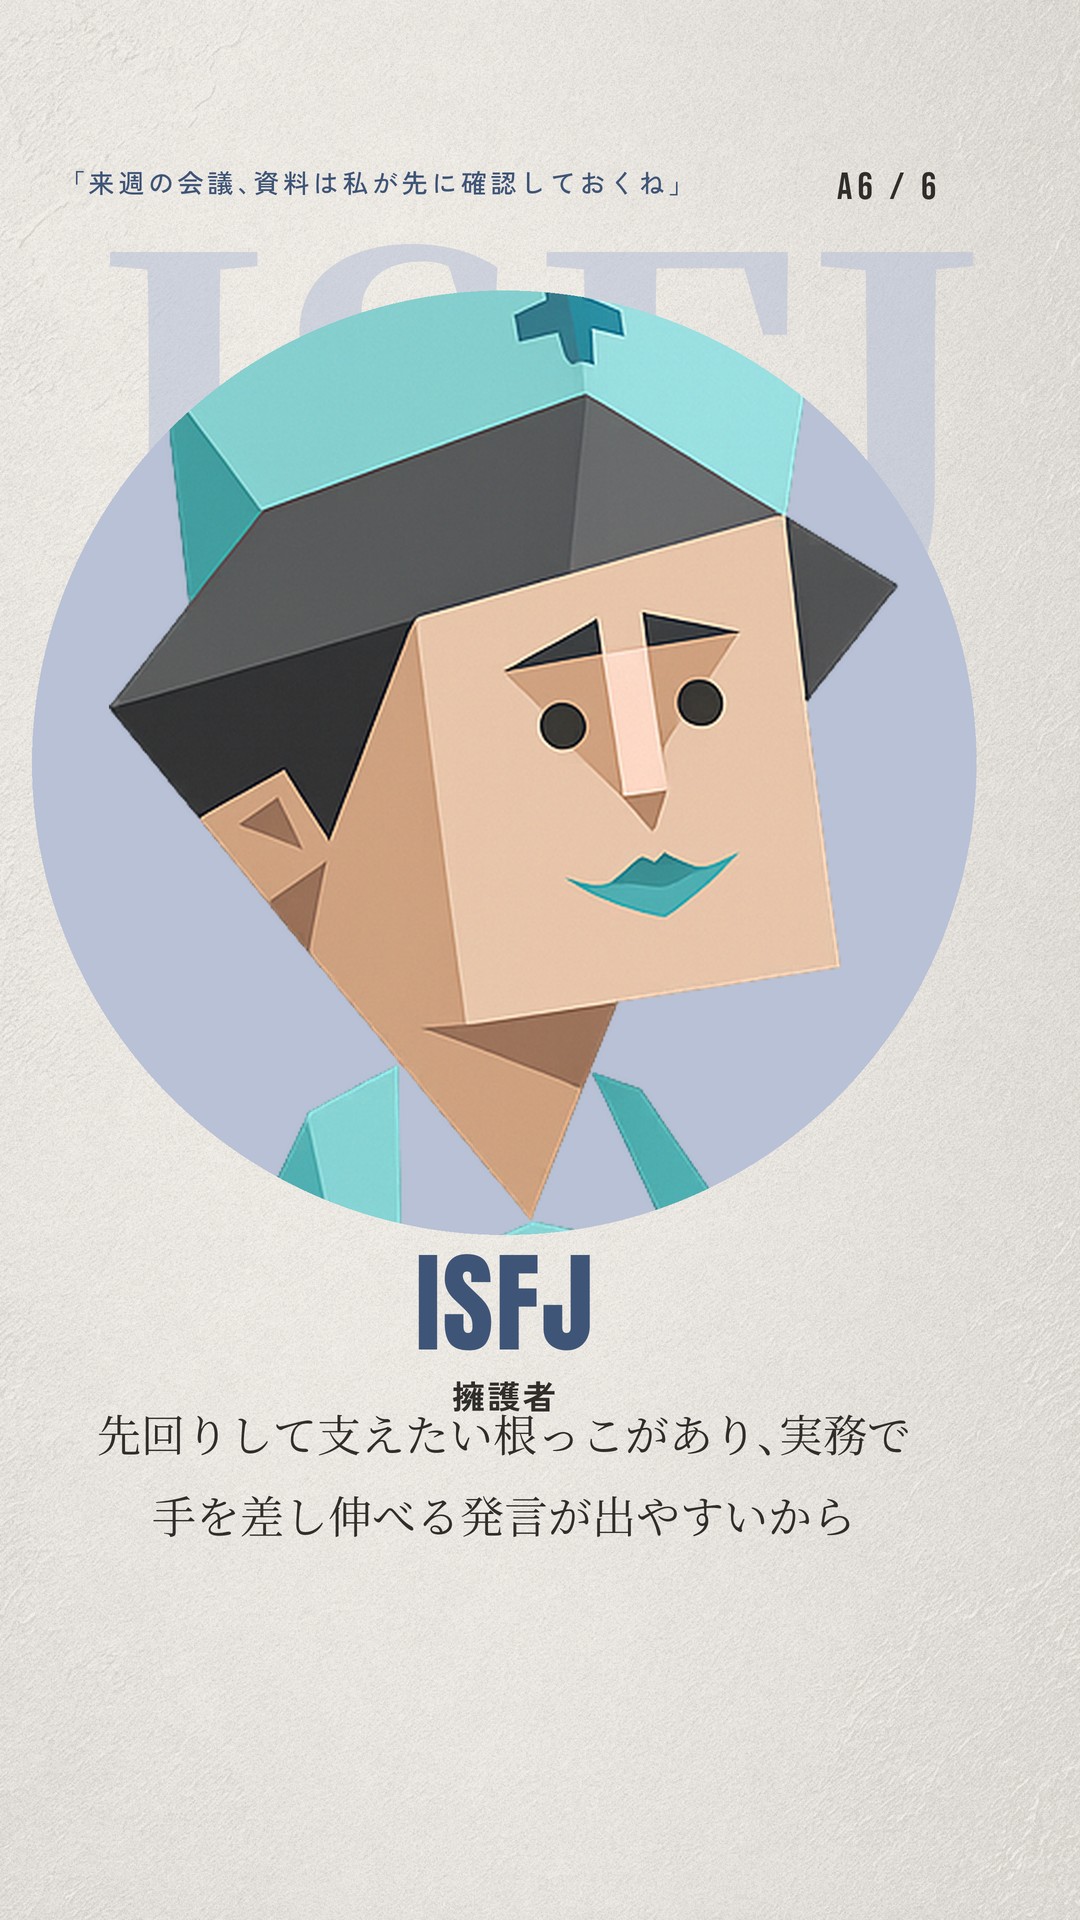 「来週の会議、資料は私が先に確認しておくね」
A6 / 6
ISFJ
ISFJ
擁護者
先回りして支えたい根っこがあり、実務で
手を差し伸べる発言が出やすいから